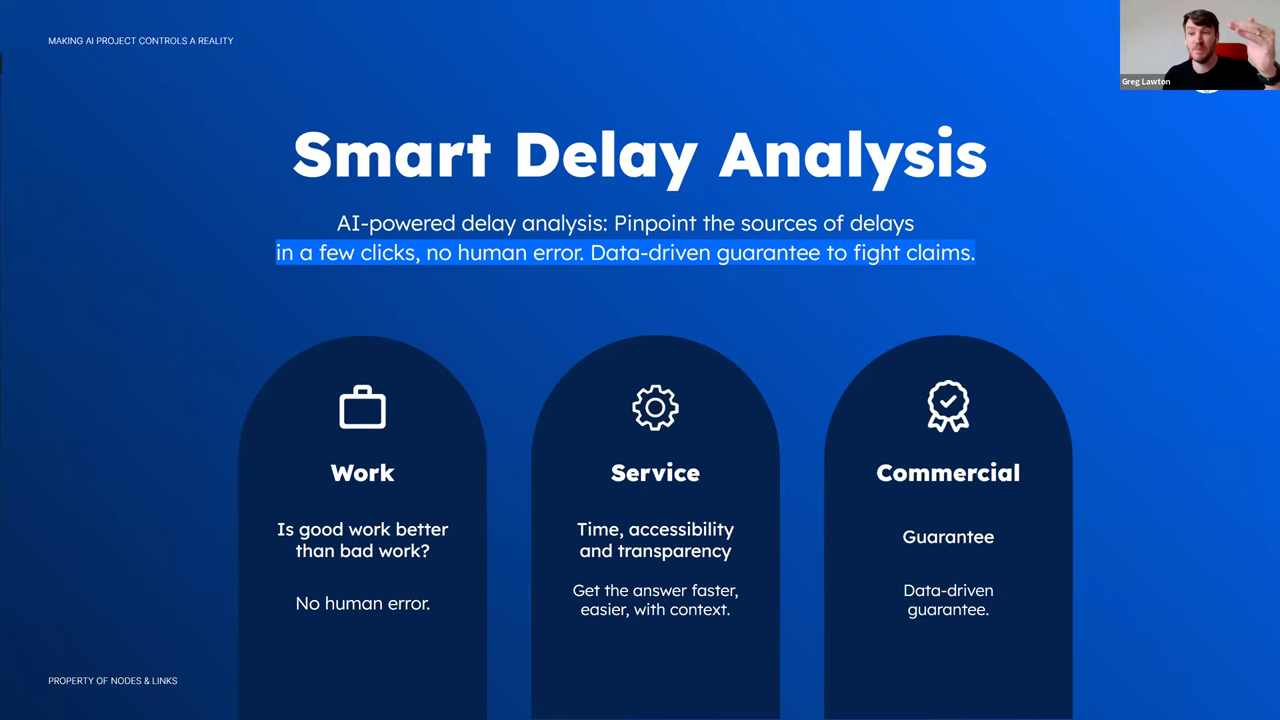 MAKING AI PROJECT CONTROLS A REALITY
Greg Lawton
Smart Delay Analysis
AI-powered delay analysis: Pinpoint the sources of delays
in a few clicks, no human error. Data-driven guarantee to fight claims.
Work
Is good work better
than bad work?
No human error.
Service
Time, accessibility
and transparency
Get the answer faster,
easier, with context.
Commercial
Guarantee
Data-driven
guarantee.
PROPERTY OF NODES & LINKS